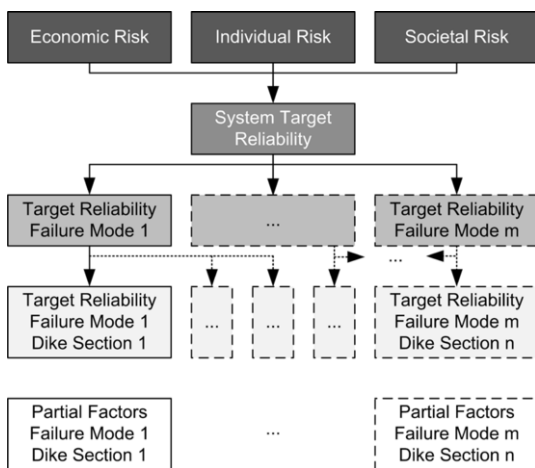 Economic Risk
Individual Risk
Societal Risk
System Target
Reliability
Target Reliability
Failure Mode 1
...
Target Reliability
Failure Mode m
...
Target Reliability
Failure Mode 1
Dike Section 1
...
...
...
Target Reliability
Failure Mode m
Dike Section n
Partial Factors
Failure Mode 1
Dike Section 1
...
Partial Factors
Failure Mode m
Dike Section n